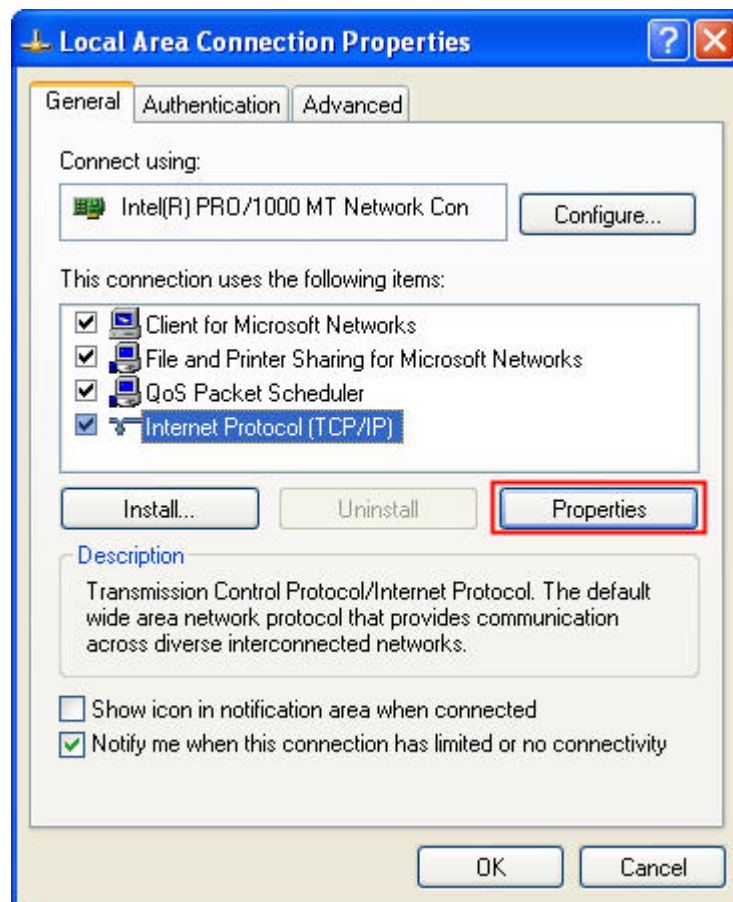 Local Area Connection Properties
General Authentication Advanced
Connect using:
Intel(R) PRO/1000 MT Network Con
Configure...
This connection uses the following items:
Client for Microsoft Networks
File and Printer Sharing for Microsoft Networks
QoS Packet Scheduler
Internet Protocol (TCP/IP)
Install... Uninstall Properties
Description
Transmission Control Protocol/Internet Protocol. The default
wide area network protocol that provides communication
across diverse interconnected networks.
Show icon in notification area when connected
Notify me when this connection has limited or no connectivity
OK Cancel